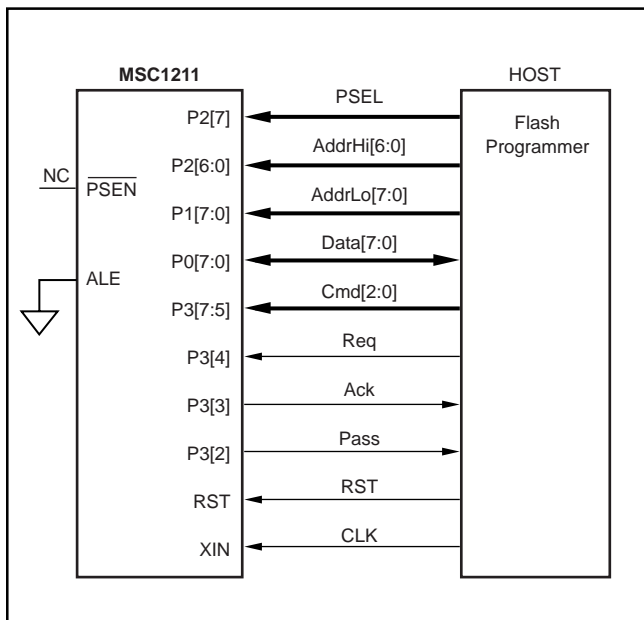 MSC1211
HOST
P2[7]
PSEL
Flash
Programmer
P2[6:0]
AddrHi[6:0]
NC
PSEN
P1[7:0]
AddrLo[7:0]
P0[7:0]
Data[7:0]
ALE
P3[7:5]
Cmd[2:0]
P3[4]
Req
P3[3]
Ack
P3[2]
Pass
RST
RST
XIN
CLK